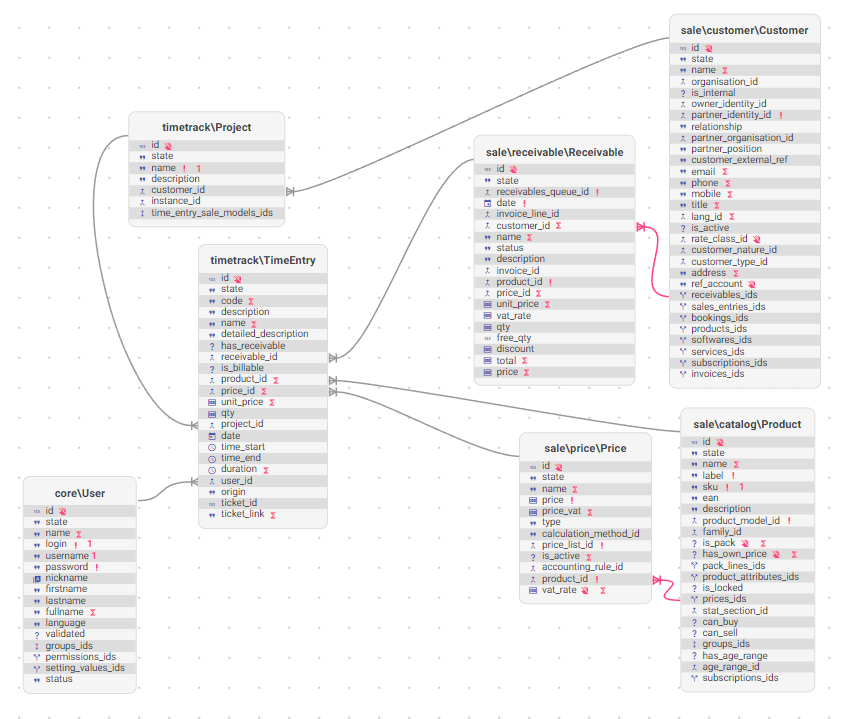 sale\customer\Customer
id
state
name Σ
organisation_id
is_internal
owner_identity_id
partner_identity_id !
relationship
partner_organisation_id
partner_position
customer_external_ref
email Σ
phone Σ
mobile Σ
title Σ
lang_id Σ
is_active
rate_class_id
customer_nature_id
customer_type_id
address Σ
ref_account
receivables_ids
sales_entries_ids
bookings_ids
products_ids
softwares_ids
services_ids
subscriptions_ids
invoices_ids
timetrack\Project
id
state
name ! 1
description
customer_id
instance_id
time_entry_sale_models_ids
sale\receivable\Receivable
id
state
receivables_queue_id !
date !
invoice_line_id
customer_id Σ
name Σ
status
description
invoice_id
product_id !
price_id Σ
unit_price Σ
vat_rate
qty
free_qty
discount
total Σ
price Σ
timetrack\TimeEntry
id
state
code Σ
description
name Σ
detailed_description
has_receivable
receivable_id
is_billable
product_id Σ
price_id Σ
unit_price Σ
qty
project_id
date
time_start
time_end
duration Σ
user_id
origin
ticket_id
ticket_link Σ
sale\price\Price
id
state
name Σ
price !
price_vat Σ
type
calculation_method_id
price_list_id !
is_active Σ
accounting_rule_id
product_id !
vat_rate Σ
sale\catalog\Product
id
state
name Σ
label !
sku ! 1
ean
description
product_model_id !
family_id
is_pack Σ
has_own_price Σ
pack_lines_ids
product_attributes_ids
is_locked
prices_ids
stat_section_id
can_buy
can_sell
groups_ids
has_age_range
age_range_id
subscriptions_ids
core\User
id
state
name Σ
login ! 1
username 1
password !
nickname
firstname
lastname
fullname Σ
language
validated
groups_ids
permissions_ids
setting_values_ids
status